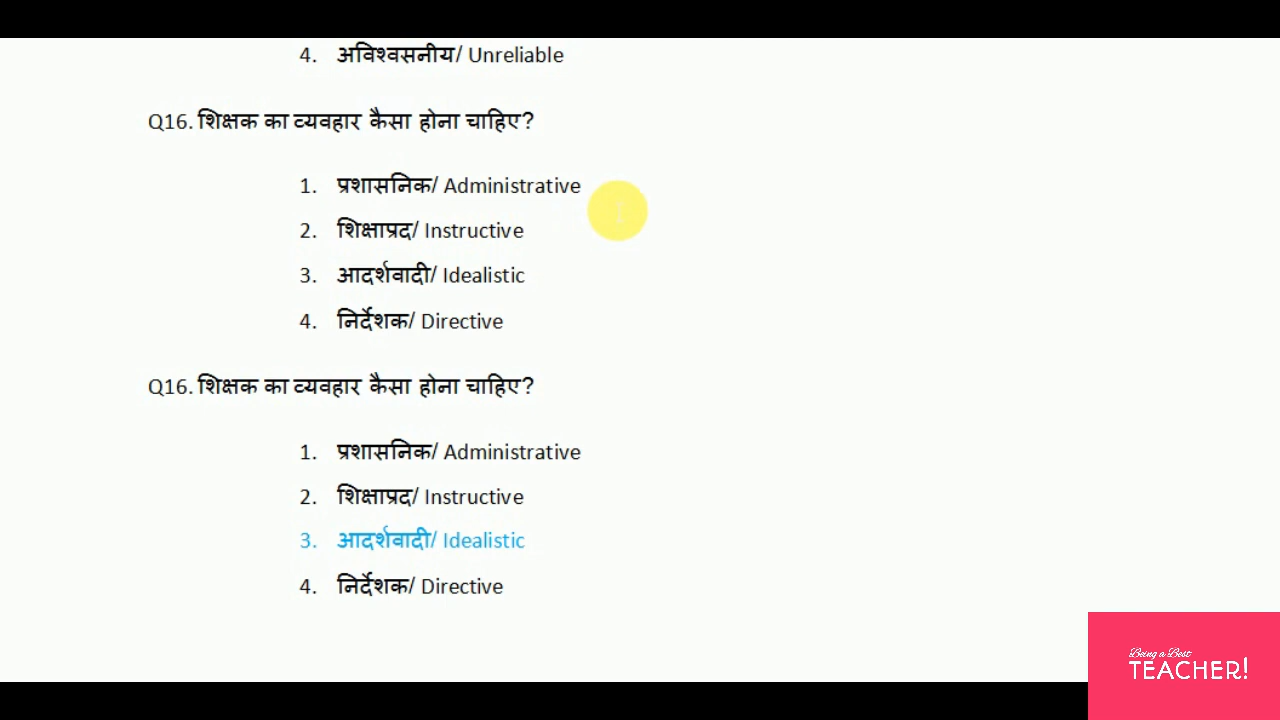 4. अविश्वसनीय/ Unreliable
Q16. शिक्षक का व्यवहार कैसा होना चाहिए?
1. प्रशासनिक/ Administrative
2. शिक्षाप्रद/ Instructive
3. आदर्शवादी/ Idealistic
4. निर्देशक/ Directive
Q16. शिक्षक का व्यवहार कैसा होना चाहिए?
1. प्रशासनिक/ Administrative
2. शिक्षाप्रद/ Instructive
3. आदर्शवादी/ Idealistic
4. निर्देशक/ Directive
Being a Best
TEACHER!